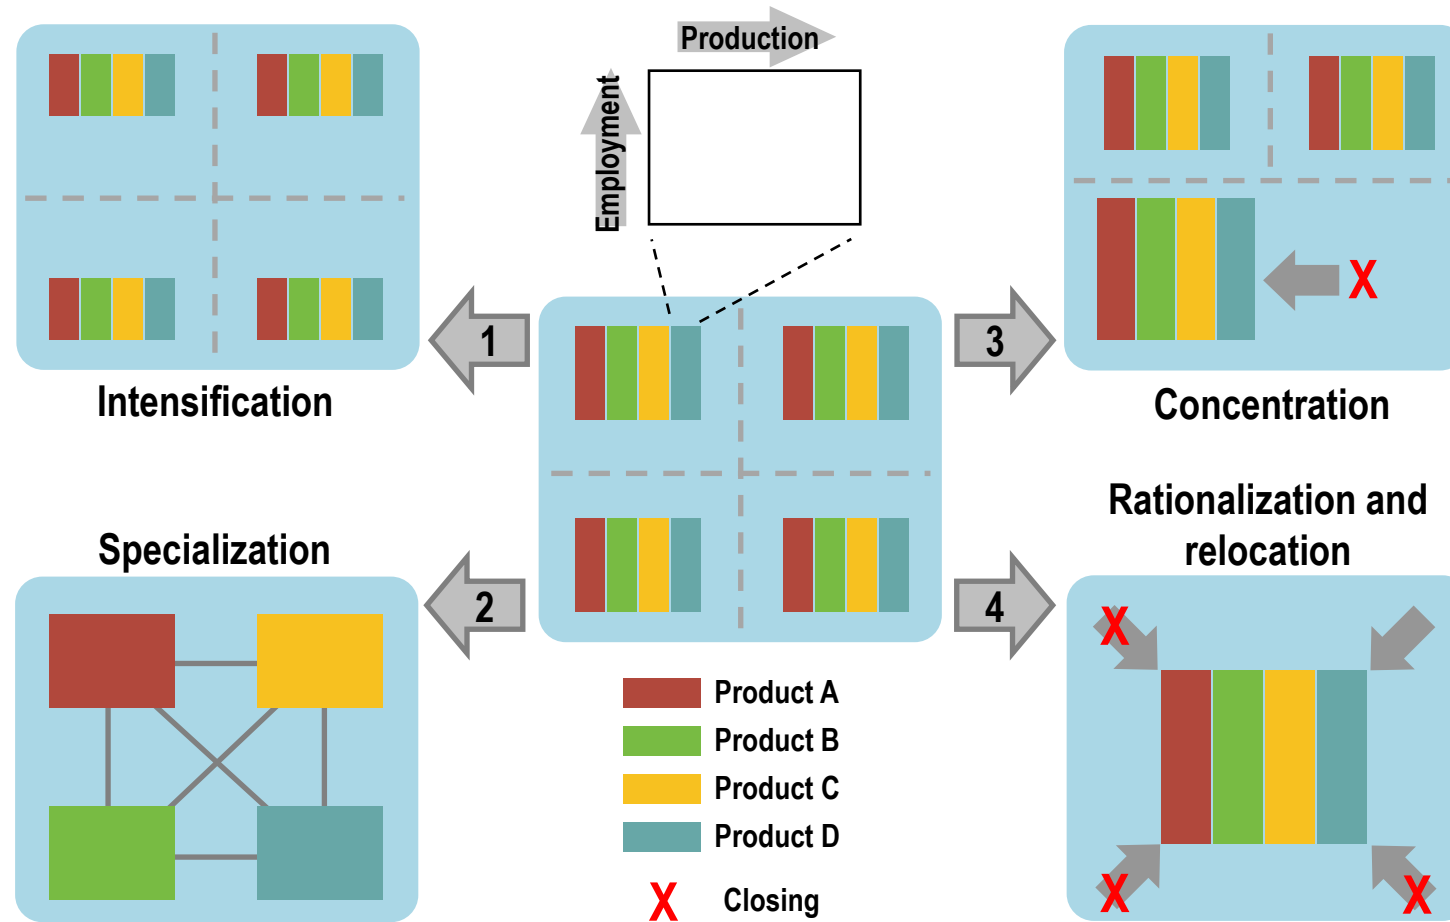 Production
Employment
1
3
Intensification
Concentration
Specialization
Rationalization and
relocation
2
4
X
X
X
X
Product A
Product B
Product C
Product D
X Closing